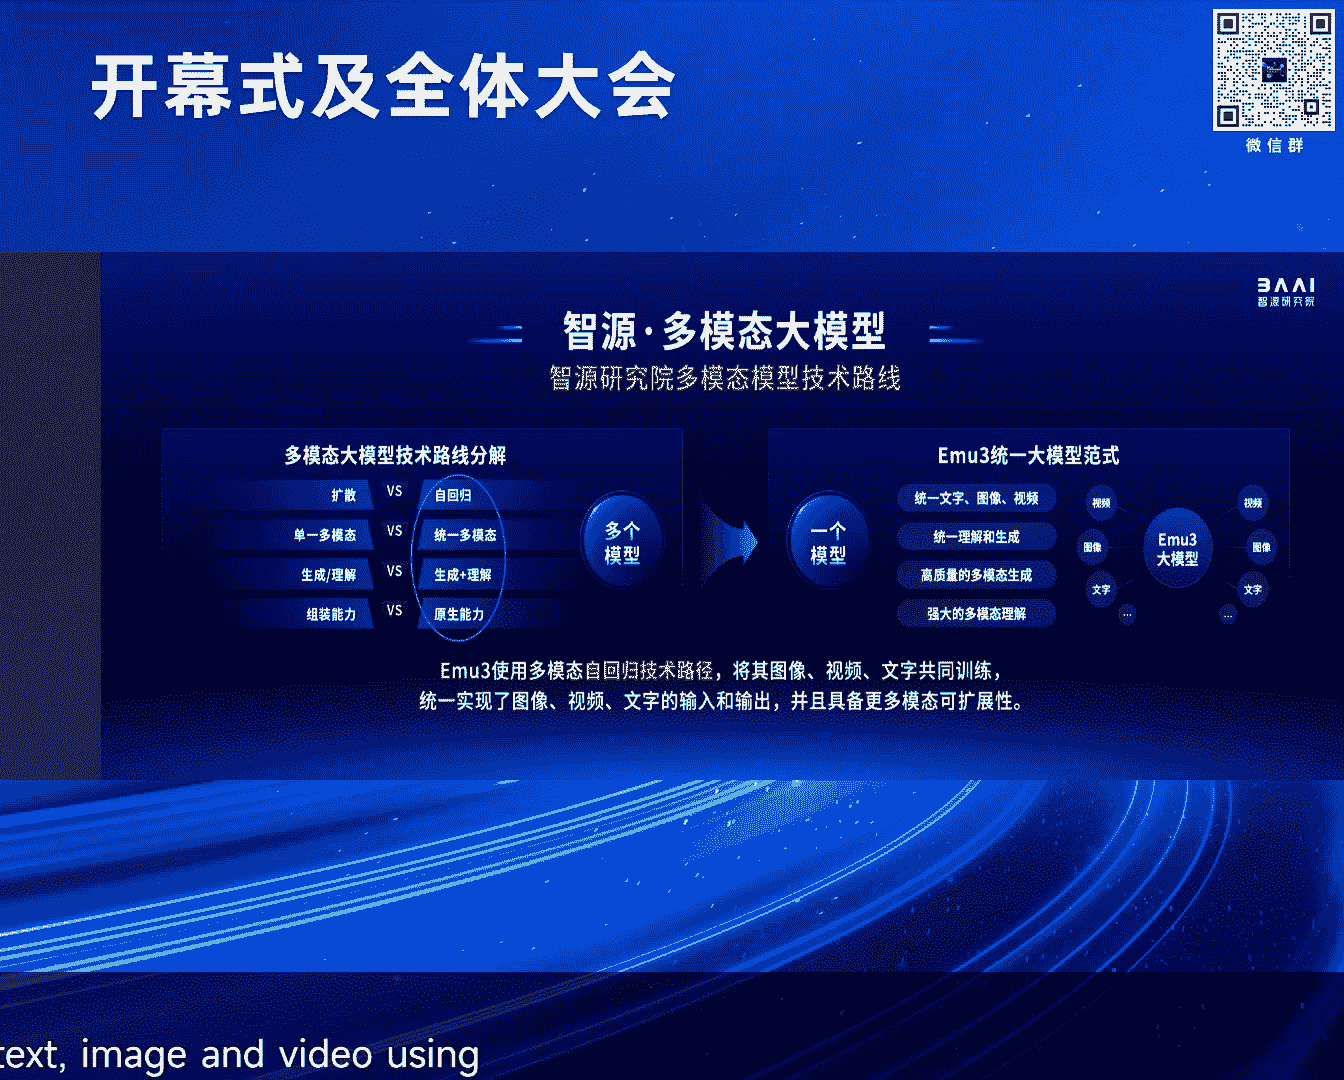 开幕式及全体大会
微信群
BAAI
智源研究院
智源·多模态大模型
智源研究院多模态模型技术路线
多模态大模型技术路线分解
扩散 VS 自回归
单一多模态 VS 统一多模态
生成/理解 VS 生成+理解
组装能力 VS 原生能力
多个
模型
一个
模型
Emu3统一大模型范式
统一文字、图像、视频
统一理解和生成
高质量的多模态生成
强大的多模态理解
视频
图像
文字
...
Emu3
大模型
视频
图像
文字
...
Emu3使用多模态自回归技术路径，将其图像、视频、文字共同训练，
统一实现了图像、视频、文字的输入和输出，并且具备更多模态可扩展性。
text, image and video using